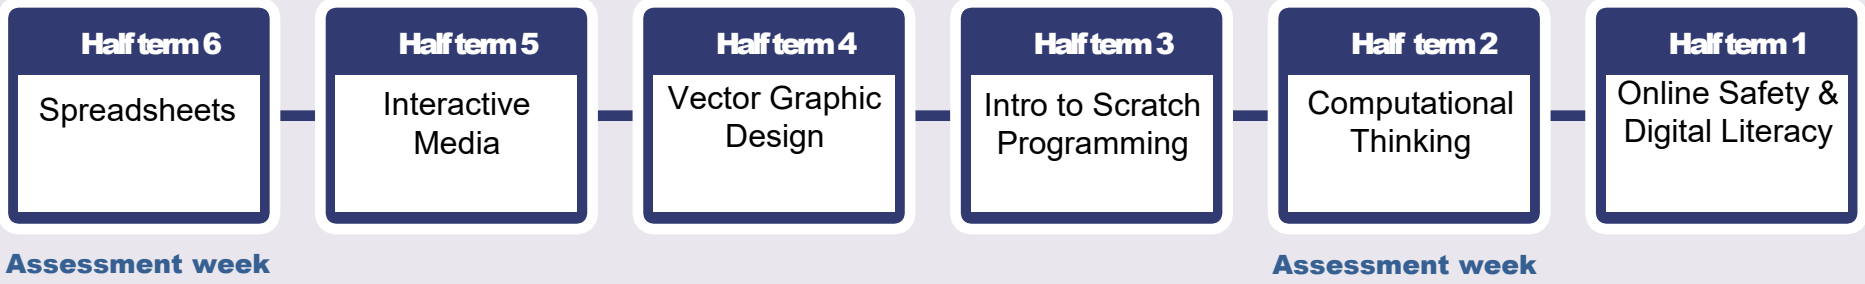 Half term 6
Spreadsheets
Assessment week
Half term 5
Interactive
Media
Half term 4
Vector Graphic
Design
Half term 3
Intro to Scratch
Programming
Half term 2
Computational
Thinking
Assessment week
Half term 1
Online Safety &
Digital Literacy